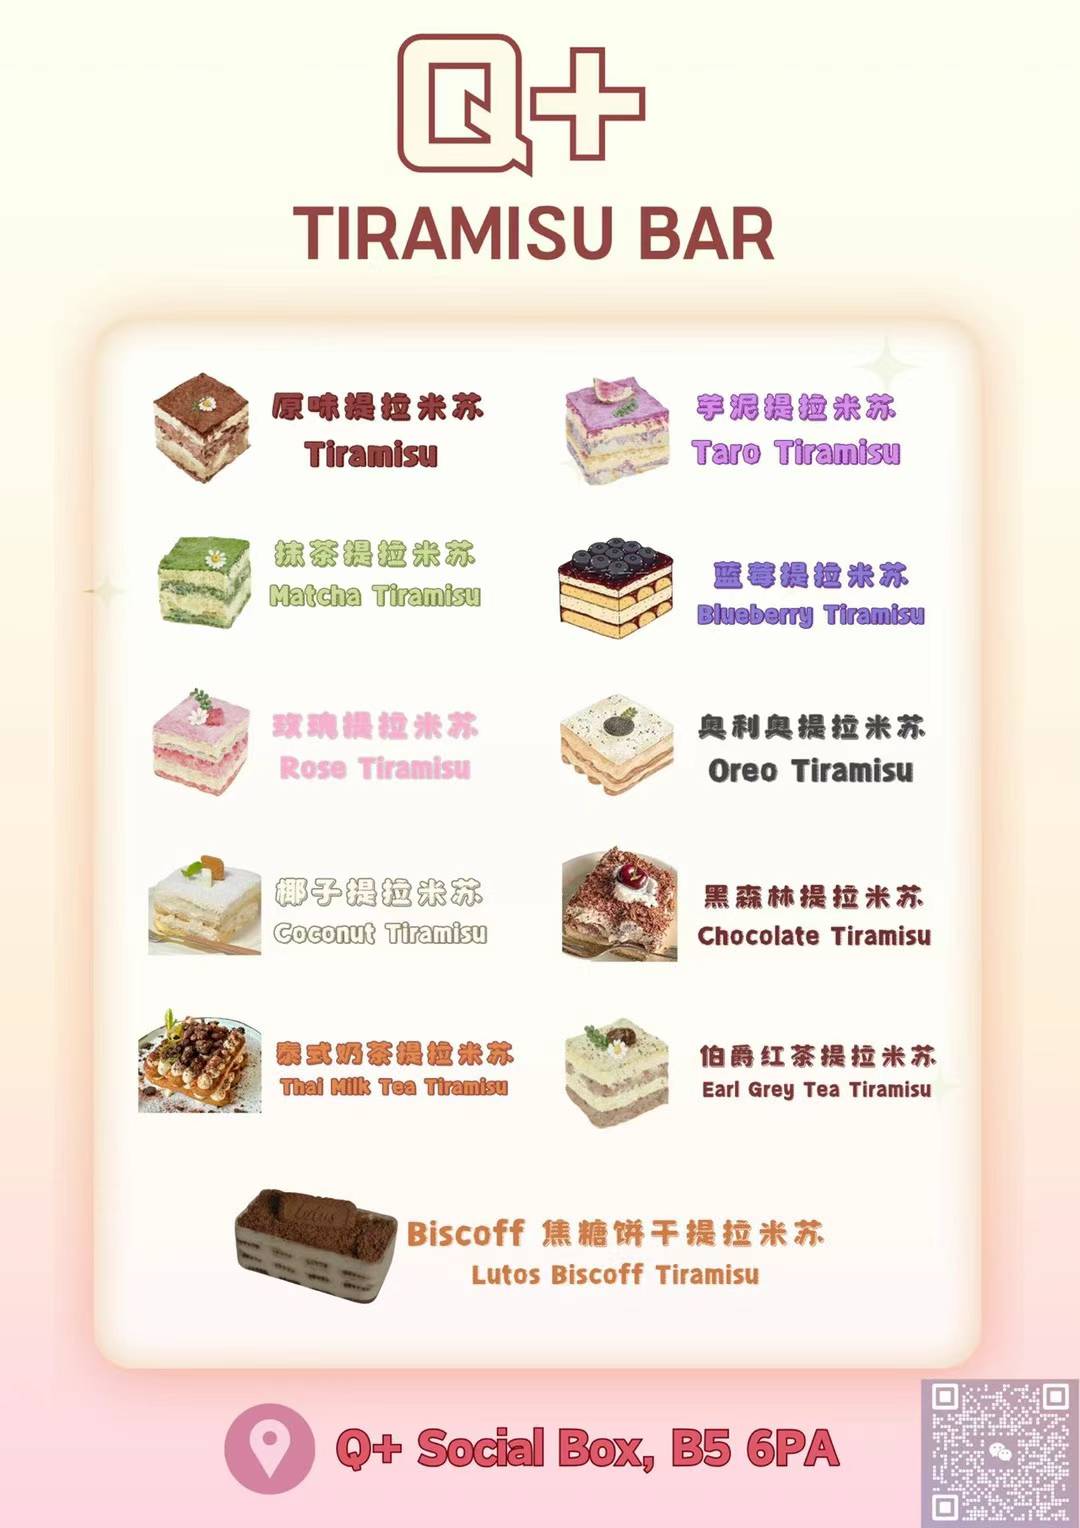 Q+
TIRAMISU BAR
原味提拉米苏
Tiramisu
芋泥提拉米苏
Taro Tiramisu
抹茶提拉米苏
Matcha Tiramisu
蓝莓提拉米苏
Blueberry Tiramisu
玫瑰提拉米苏
Rose Tiramisu
奥利奥提拉米苏
Oreo Tiramisu
椰子提拉米苏
Coconut Tiramisu
黑森林提拉米苏
Chocolate Tiramisu
泰式奶茶提拉米苏
Thai Milk Tea Tiramisu
伯爵红茶提拉米苏
Earl Grey Tea Tiramisu
Lotus
Biscoff 焦糖饼干提拉米苏
Lutos Biscoff Tiramisu
Q+ Social Box, B5 6PA